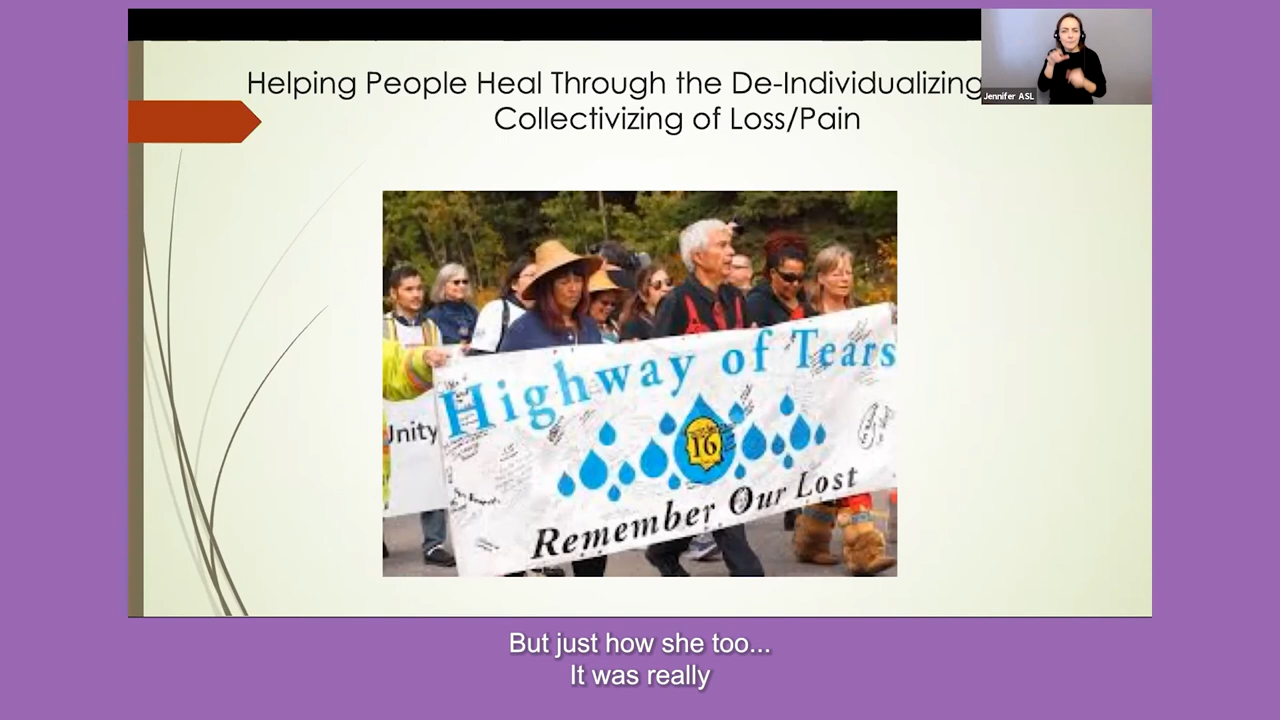 Helping People Heal Through the De-Individualizing
Collectivizing of Loss/Pain
Jennifer ASL
Highway of Tears
16
Unity
Remember Our Lost
But just how she too...
It was really